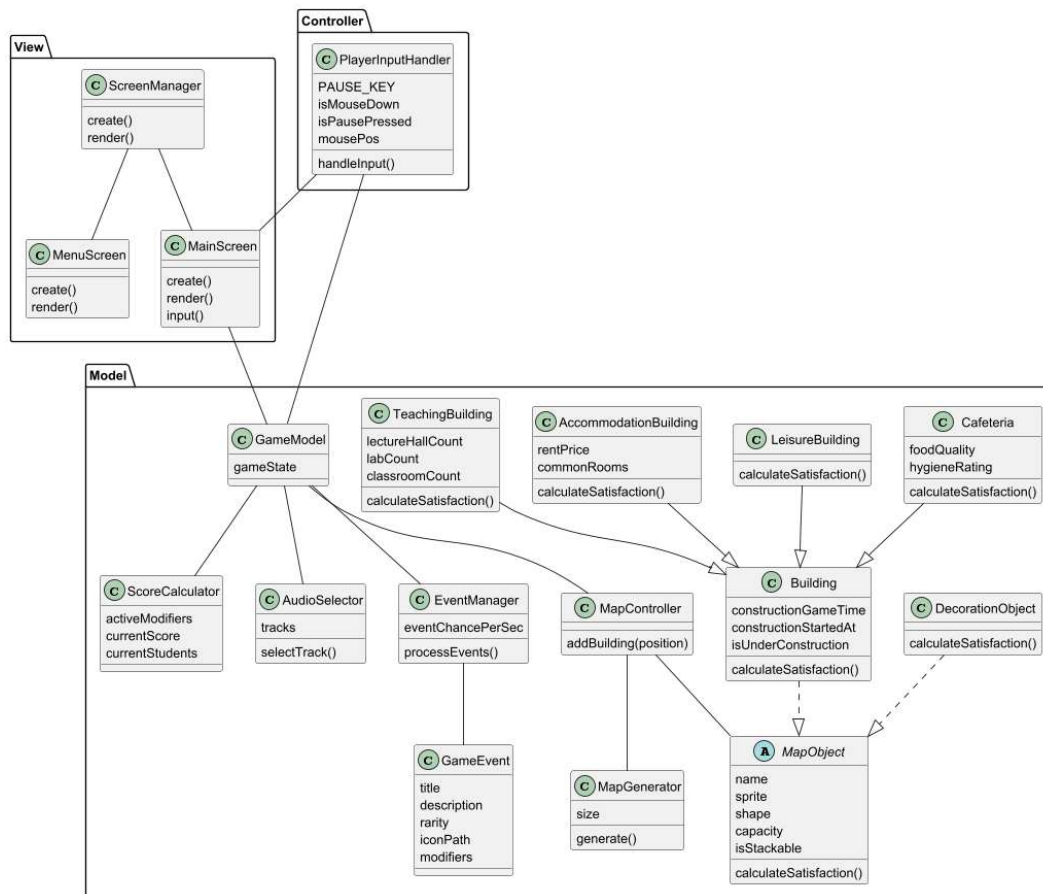 Controller
C PlayerInputHandler
PAUSE_KEY
isMouseDown
isPausePressed
mousePos
handleInput()
View
C ScreenManager
create()
render()
C MenuScreen
create()
render()
C MainScreen
create()
render()
input()
Model
C GameModel
gameState
C TeachingBuilding
lectureHallCount
labCount
classroomCount
calculateSatisfaction()
C AccommodationBuilding
rentPrice
commonRooms
calculateSatisfaction()
C LeisureBuilding
calculateSatisfaction()
C Cafeteria
foodQuality
hygieneRating
calculateSatisfaction()
C ScoreCalculator
activeModifiers
currentScore
currentStudents
C AudioSelector
tracks
selectTrack()
C EventManager
eventChancePerSec
processEvents()
C MapController
addBuilding(position)
C Building
constructionGameTime
constructionStartedAt
isUnderConstruction
calculateSatisfaction()
C DecorationObject
calculateSatisfaction()
C GameEvent
title
description
rarity
iconPath
modifiers
C MapGenerator
size
generate()
A MapObject
name
sprite
shape
capacity
isStackable
calculateSatisfaction()